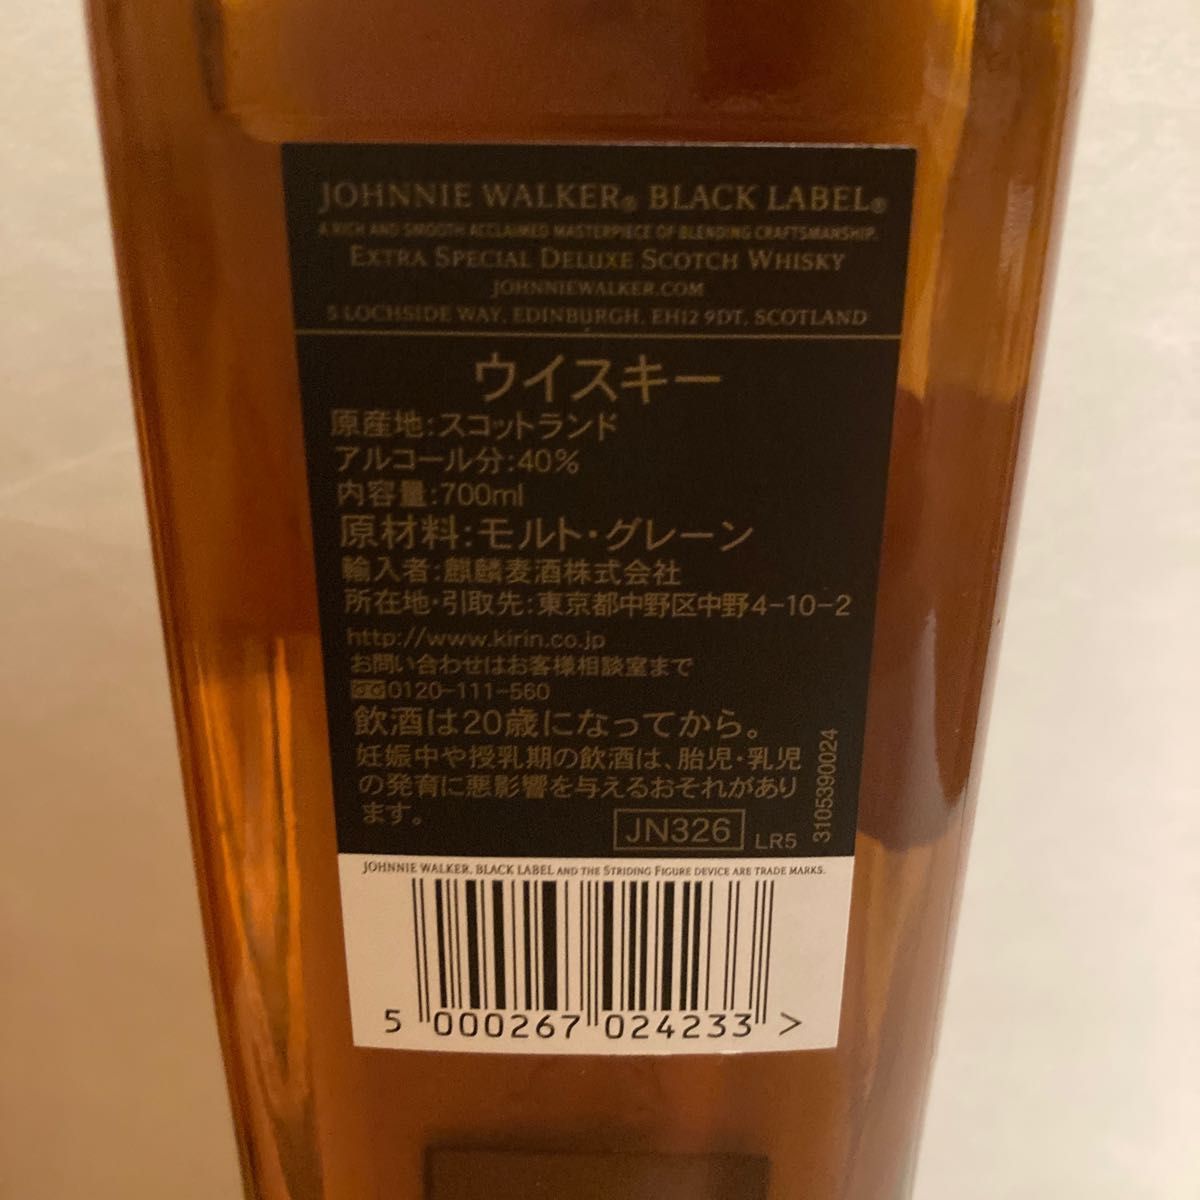 JOHNNIE WALKER® BLACK LABEL®
A RICH AND SMOOTH ACCLAIMED MASTERPIECE OF BLENDING CRAFTSMANSHIP.
EXTRA SPECIAL DELUXE SCOTCH WHISKY
JOHNNIEWALKER.COM
5 LOCHSIDE WAY, EDINBURGH, EH12 9DT, SCOTLAND
ウイスキー
原産地:スコットランド
アルコール分:40%
内容量:700ml
原材料:モルト・グレーン
輸入者:麒麟麦酒株式会社
所在地・引取先:東京都中野区中野4-10-2
http://www.kirin.co.jp
お問い合わせはお客様相談室まで
0120-111-560
飲酒は20歳になってから。
妊娠中や授乳期の飲酒は、胎児・乳児
の発育に悪影響を与えるおそれがあり
ます。
JN326 LR5
3105390024
JOHNNIE WALKER, BLACK LABEL AND THE STRIDING FIGURE DEVICE ARE TRADE MARKS.
5 000267 024233 >